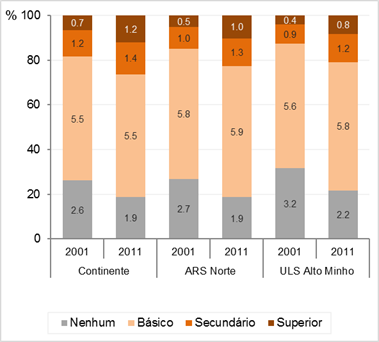 % 100
0.7 1.2 0.5 1.0 0.4 0.8
1.2 1.4 1.0 1.3 0.9 1.2
80
60
5.5 5.5 5.8 5.9 5.6 5.8
40
20
2.6 1.9 2.7 1.9 3.2 2.2
0
2001 2011 2001 2011 2001 2011
Continente ARS Norte ULS Alto Minho
Nenhum Básico Secundário Superior